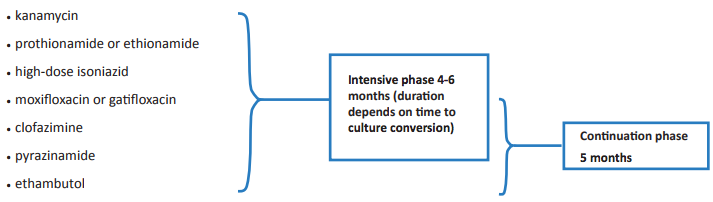 • kanamycin
• prothionamide or ethionamide
• high-dose isoniazid
• moxifloxacin or gatifloxacin
• clofazimine
• pyrazinamide
• ethambutol
Intensive phase 4-6
months (duration
depends on time to
culture conversion)
Continuation phase
5 months